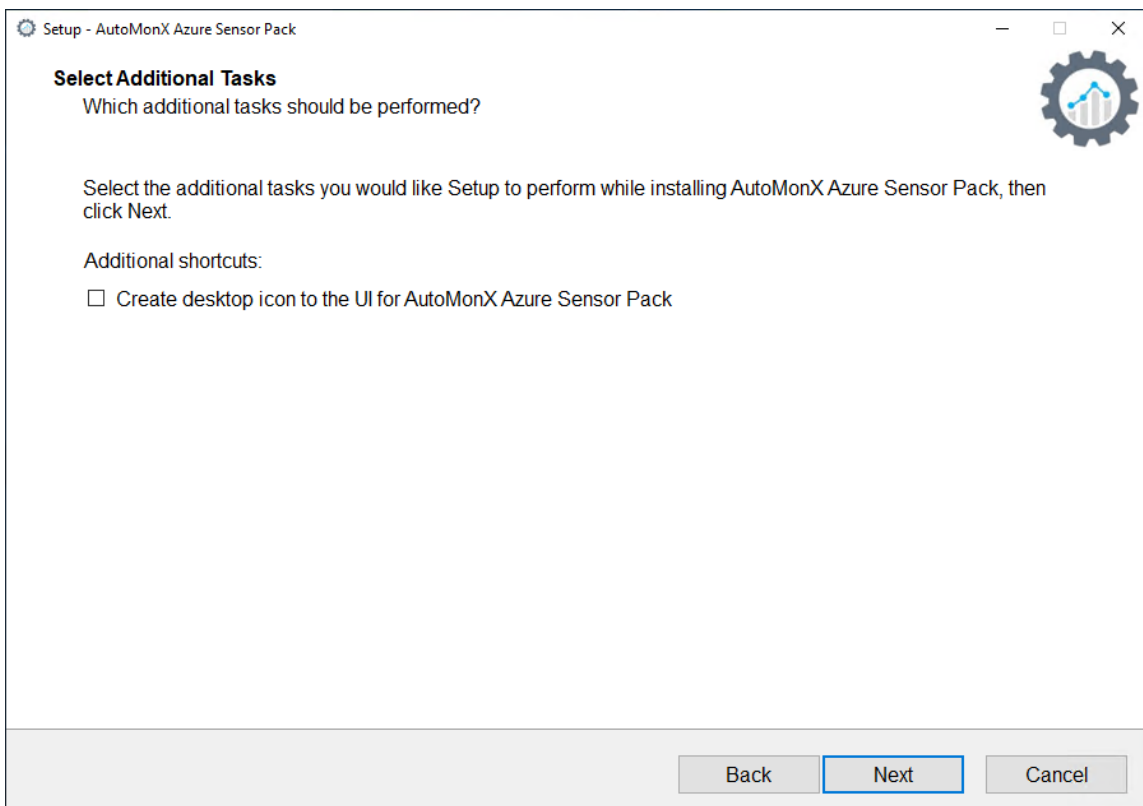 Setup - AutoMonX Azure Sensor Pack
Select Additional Tasks
Which additional tasks should be performed?
Select the additional tasks you would like Setup to perform while installing AutoMonX Azure Sensor Pack, then
click Next.
Additional shortcuts:
Create desktop icon to the UI for AutoMonX Azure Sensor Pack
Back
Next
Cancel